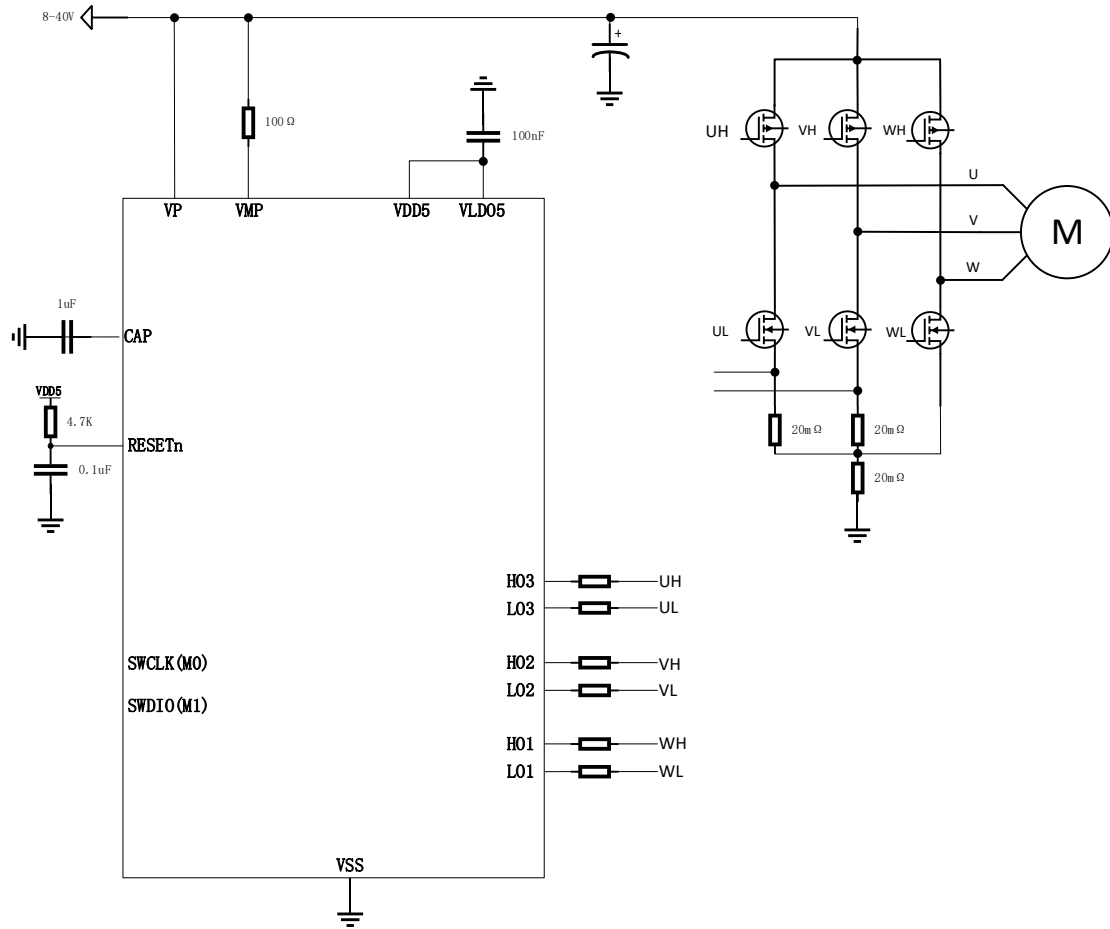 8-40V
+
100Ω
100nF
UH
VH
WH
U
V
W
M
VP
VMP
VDD5
VLDO5
1uF
CAP
UL
VL
WL
VDD5
4.7K
RESETn
0.1uF
20mΩ
20mΩ
20mΩ
HO3
UH
LO3
UL
SWCLK(M0)
HO2
VH
SWDIO(M1)
LO2
VL
HO1
WH
LO1
WL
VSS